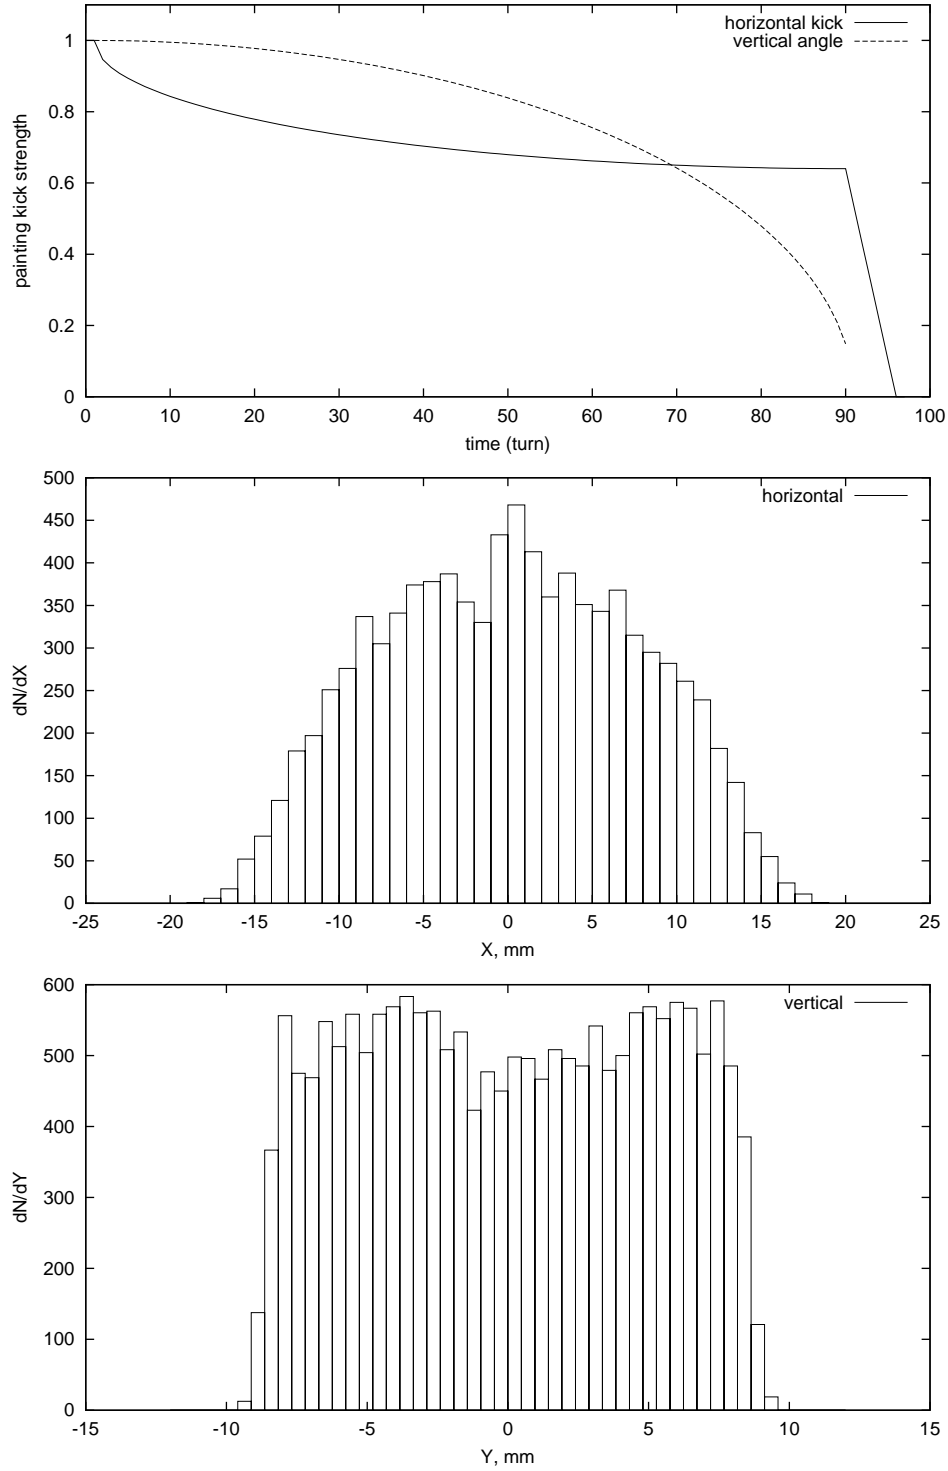 horizontal kick
vertical angle
painting kick strength
1
0.8
0.6
0.4
0.2
0
0 10 20 30 40 50 60 70 80 90 100
time (turn)
horizontal
dN/dX
500
450
400
350
300
250
200
150
100
50
0
-25 -20 -15 -10 -5 0 5 10 15 20 25
X, mm
vertical
dN/dY
600
500
400
300
200
100
0
-15 -10 -5 0 5 10 15
Y, mm